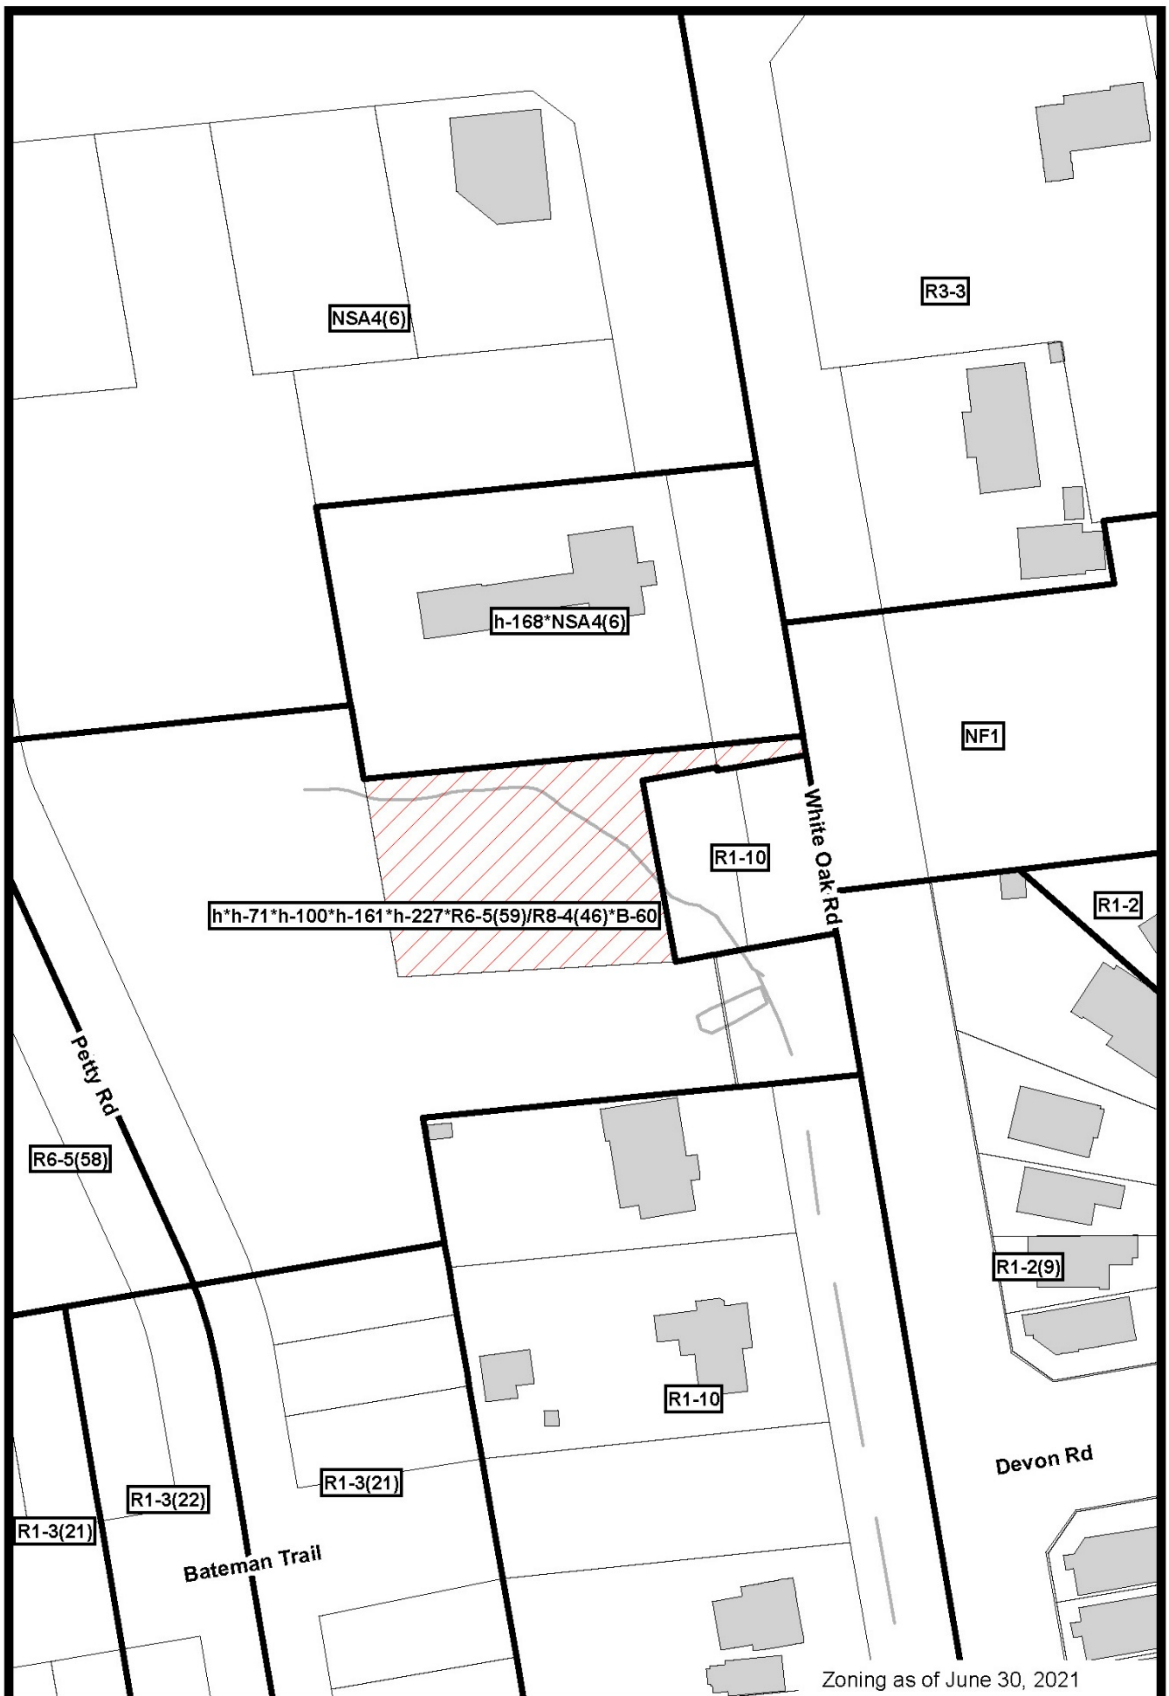 R3-3
NSA4(6)
h-168*NSA4(6)
NF1
White Oak Rd
R1-10
R1-2
h*h-71*h-100*h-161*h-227*R6-5(59)/R8-4(46)*B-60
Petty Rd
R6-5(58)
R1-2(9)
R1-10
Devon Rd
R1-3(21)
R1-3(22)
R1-3(21)
Bateman Trail
Zoning as of June 30, 2021